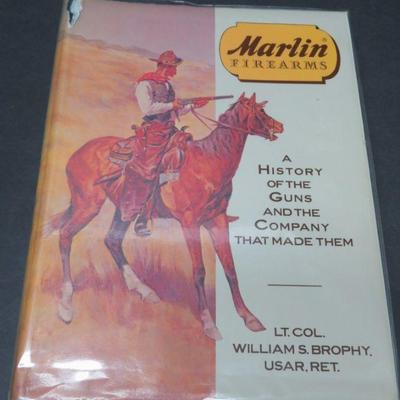 Marlin ®
FIREARMS
A
HISTORY
OF THE
GUNS
AND THE
COMPANY
THAT MADE THEM
LT. COL.
WILLIAM S. BROPHY,
USAR, RET.